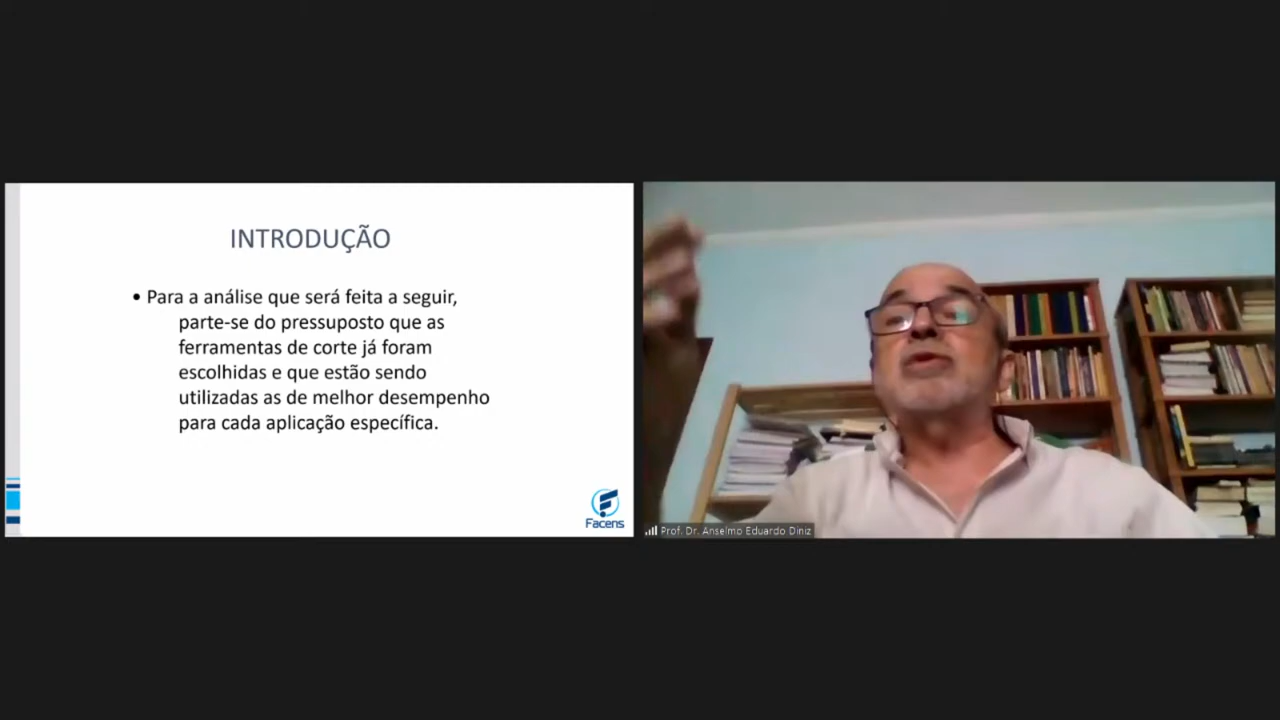 INTRODUÇÃO
• Para a análise que será feita a seguir,
parte-se do pressuposto que as
ferramentas de corte já foram
escolhidas e que estão sendo
utilizadas as de melhor desempenho
para cada aplicação específica.
Facens
Prof. Dr. Anselmo Eduardo Diniz